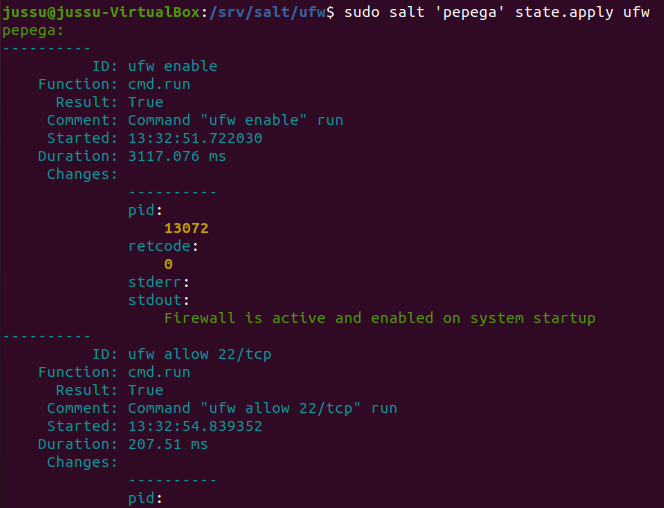 jussu@jussu-VirtualBox:/srv/salt/ufw$ sudo salt 'pepega' state.apply ufw
pepega:
----------
          ID: ufw enable
    Function: cmd.run
      Result: True
     Comment: Command "ufw enable" run
     Started: 13:32:51.722030
    Duration: 3117.076 ms
     Changes:
              ----------
              pid:
                  13072
              retcode:
                  0
              stderr:
              stdout:
                  Firewall is active and enabled on system startup
----------
          ID: ufw allow 22/tcp
    Function: cmd.run
      Result: True
     Comment: Command "ufw allow 22/tcp" run
     Started: 13:32:54.839352
    Duration: 207.51 ms
     Changes:
              ----------
              pid: